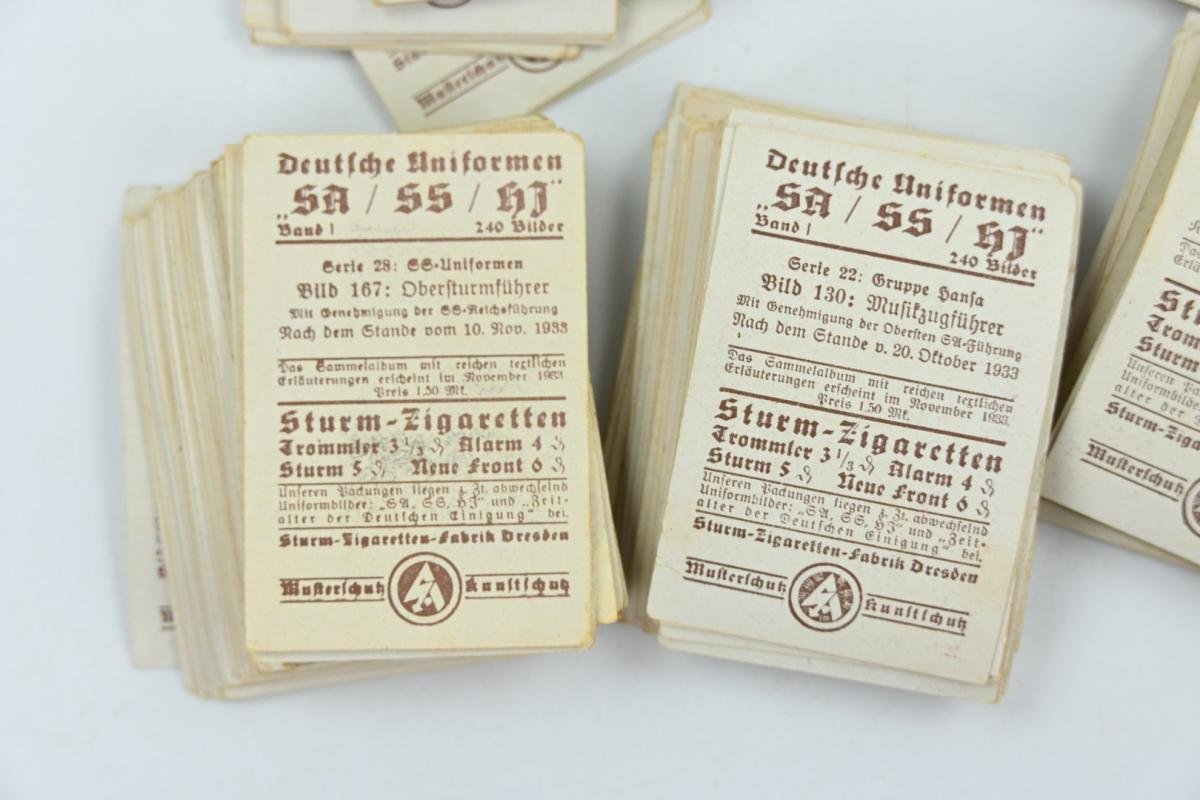 Musterschutz
Deutsche Uniformen
„SA / SS / HJ“
Band I 240 Bilder
Serie 28: SS-Uniformen
Bild 167: Obersturmführer
Mit Genehmigung der SS-Reichsführung
Nach dem Stande vom 10. Nov. 1933
Das Sammelalbum mit reichen textlichen
Erläuterungen erscheint im November 1933
Preis 1,50 Mk.
Sturm-Zigaretten
Trommler 3 1/3 ₰ Alarm 4 ₰
Sturm 5 ₰ Neue Front 6 ₰
Unseren Packungen liegen z. Zt. abwechselnd
Uniformbilder: „SA, SS, HJ“ und „Zeit-
alter der Deutschen Einigung“ bei.
Sturm-Zigaretten-Fabrik Dresden
Musterschutz Kunstschutz
Deutsche Uniformen
„SA / SS / HJ“
Band I 240 Bilder
Serie 22: Gruppe Hansa
Bild 130: Musikzugführer
Mit Genehmigung der Obersten SA-Führung
Nach dem Stande v. 20. Oktober 1933
Das Sammelalbum mit reichen textlichen
Erläuterungen erscheint im November 1933.
Preis 1.50 Mk.
Sturm-Zigaretten
Trommler 3 1/3 ₰ Alarm 4 ₰
Sturm 5 ₰ Neue Front 6 ₰
Unseren Packungen liegen z. Zt. abwechselnd
Uniformbilder: „SA, SS, HJ“ und „Zeit-
alter der Deutschen Einigung“ bei.
Sturm-Zigaretten-Fabrik Dresden
Musterschutz Kunstschutz
Das
Sturm
Unseren
Uniformbilde
alter der
Musterschutz